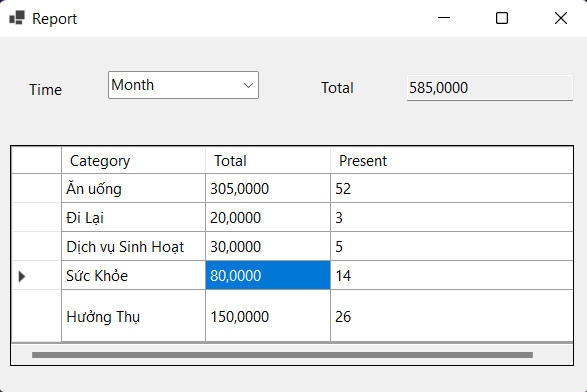 Report
Time Month Total 585,0000
Category Total Present
Ăn uống 305,0000 52
Đi Lại 20,0000 3
Dịch vụ Sinh Hoạt 30,0000 5
Sức Khỏe 80,0000 14
Hưởng Thụ 150,0000 26